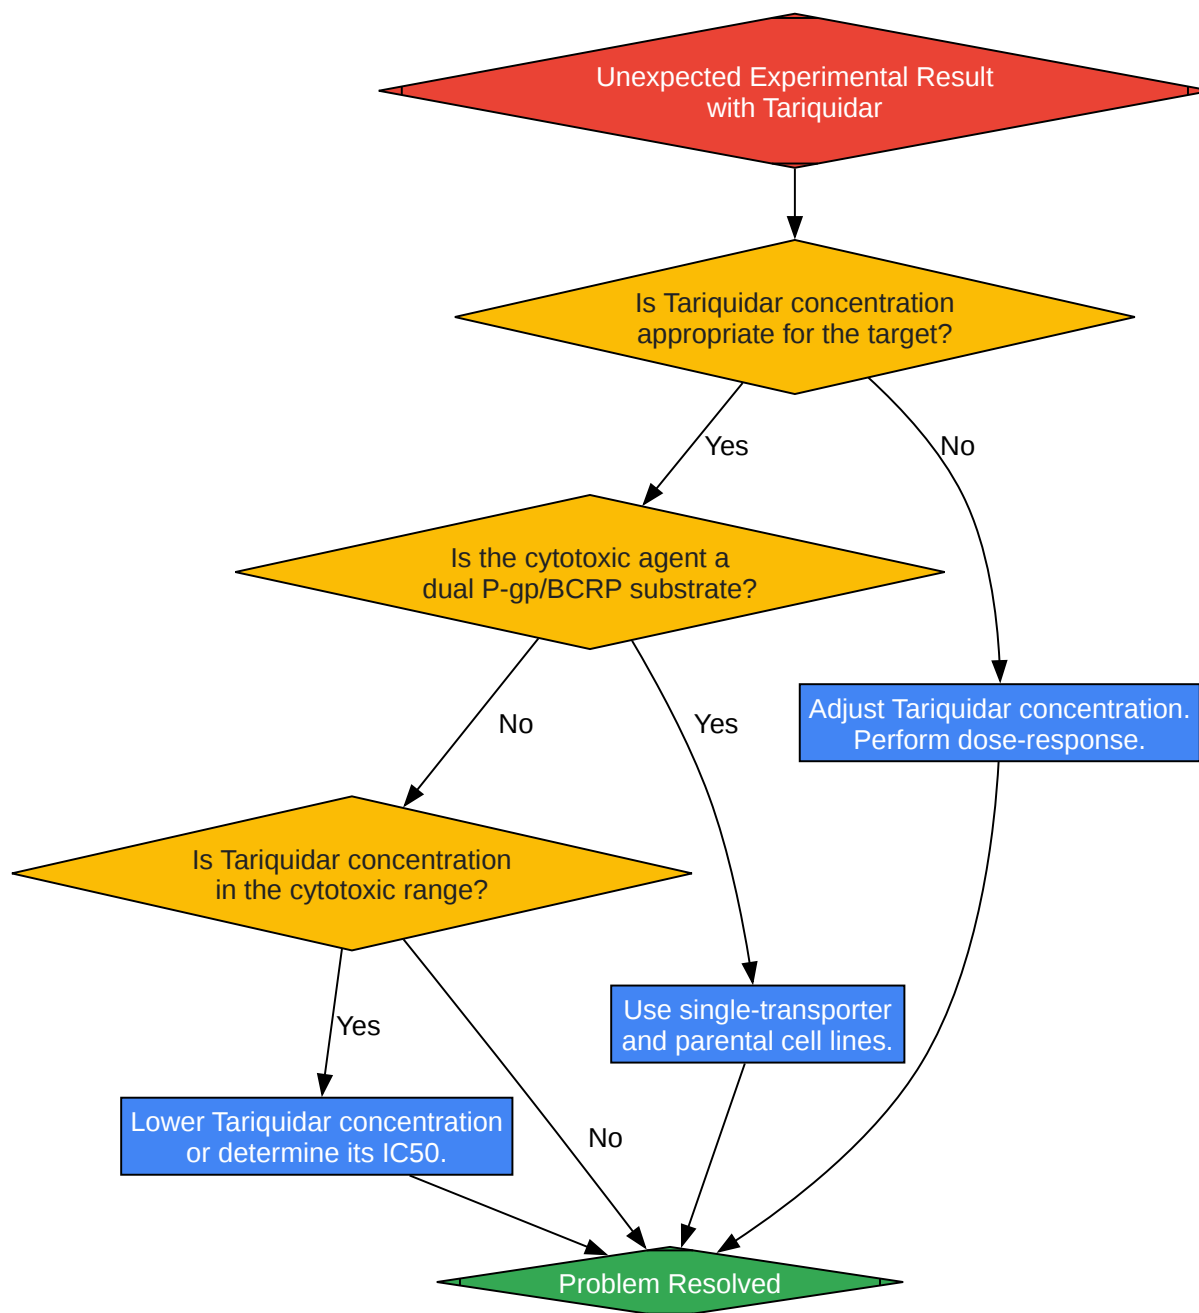 Unexpected Experimental Result
with Tariquidar
Is Tariquidar concentration
appropriate for the target?
Yes
No
Is the cytotoxic agent a
dual P-gp/BCRP substrate?
No
Yes
Adjust Tariquidar concentration.
Perform dose-response.
Is Tariquidar concentration
in the cytotoxic range?
Use single-transporter
and parental cell lines.
Yes
Lower Tariquidar concentration
or determine its IC50.
No
Problem Resolved